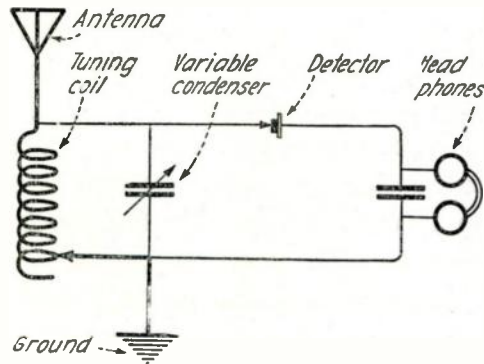 Antenna
Tuning
coil
Variable
condenser
Detector
Head
phones
Ground